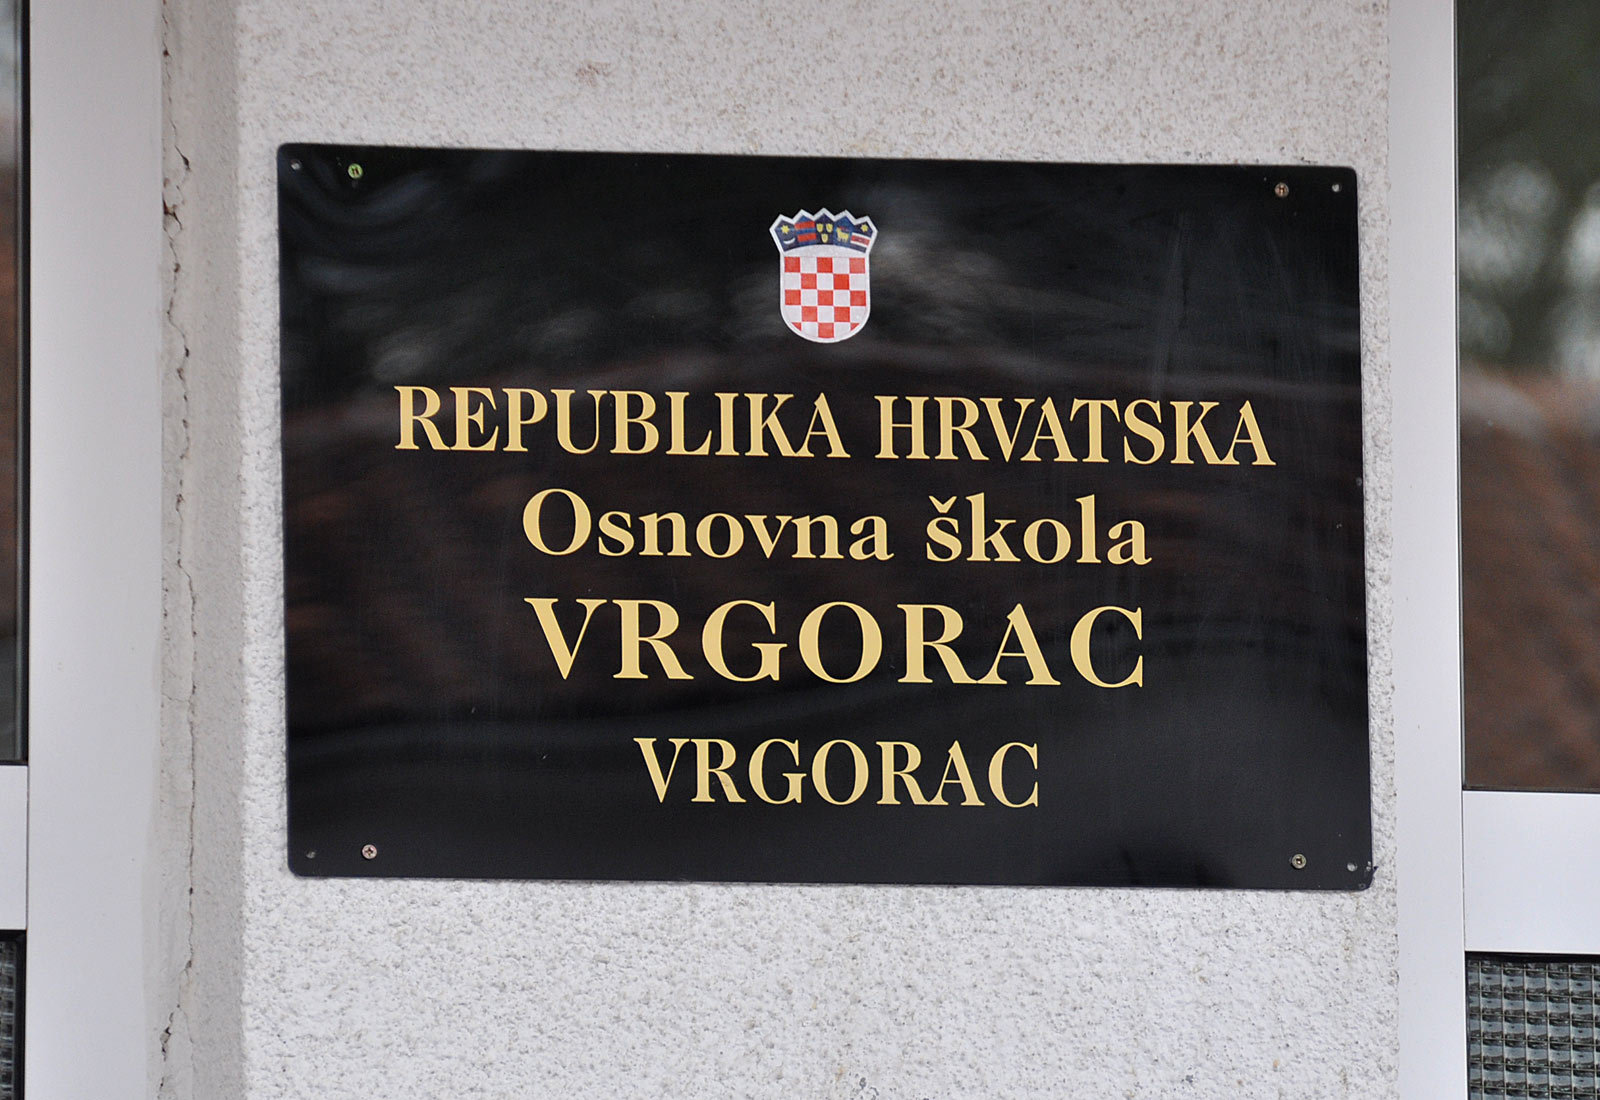 REPUBLIKA HRVATSKA
Osnovna škola
VRGORAC
VRGORAC